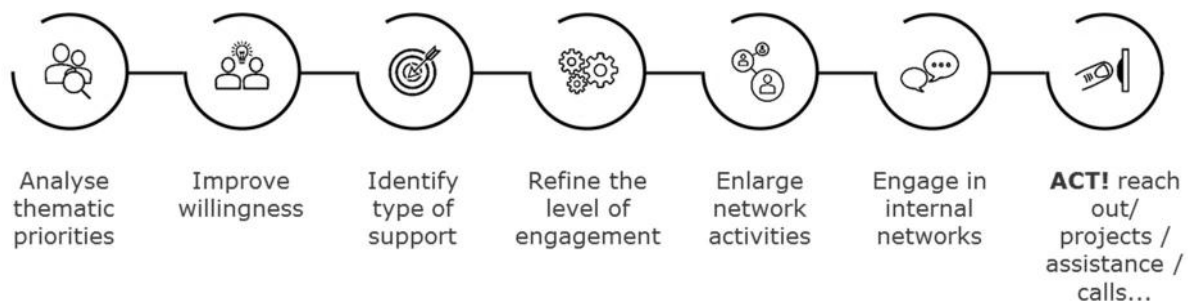 Analyse
thematic
priorities
Improve
willingness
Identify
type of
support
Refine the
level of
engagement
Enlarge
network
activities
Engage in
internal
networks
ACT! reach
out/
projects /
assistance /
calls...